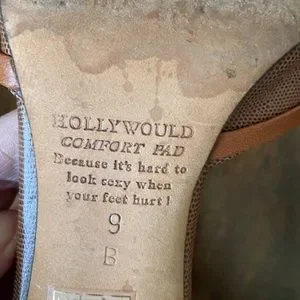 HOLLYWOULD
COMFORT PAD
Because it's hard to
look sexy when
your feet hurt!
9
B